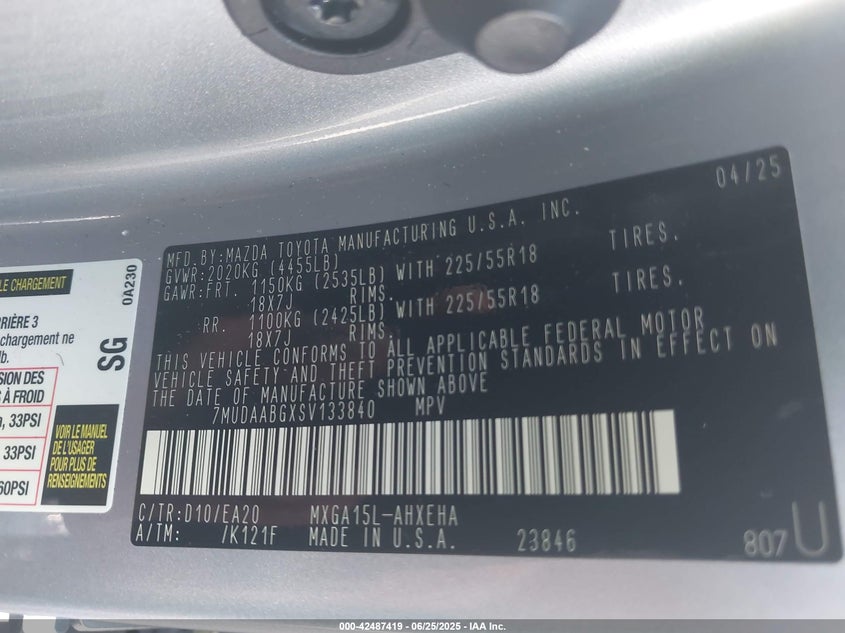 LE CHARGEMENT
0A230
RIÈRE 3
chargement ne
lb.
SG
SION DES
S À FROID
33PSI
33PSI
60PSI
VOIR LE MANUEL
DE L'USAGER
POUR PLUS DE
RENSEIGNEMENTS
04/25
MFD.BY:MAZDA TOYOTA MANUFACTURING U.S.A. INC.
GVWR:2020KG (4455LB)
GAWR:FRT. 1150KG (2535LB) WITH 225/55R18 TIRES.
18X7J RIMS.
RR. 1100KG (2425LB) WITH 225/55R18 TIRES.
18X7J RIMS.
THIS VEHICLE CONFORMS TO ALL APPLICABLE FEDERAL MOTOR
VEHICLE SAFETY AND THEFT PREVENTION STANDARDS IN EFFECT ON
THE DATE OF MANUFACTURE SHOWN ABOVE
7MUDAABGXSV133840 MPV
C/TR:D10/EA20 MXGA15L-AHXEHA
A/TM: /K121F MADE IN U.S.A. 23846 807 U
000-42487419 - 06/25/2025 - IAA Inc.